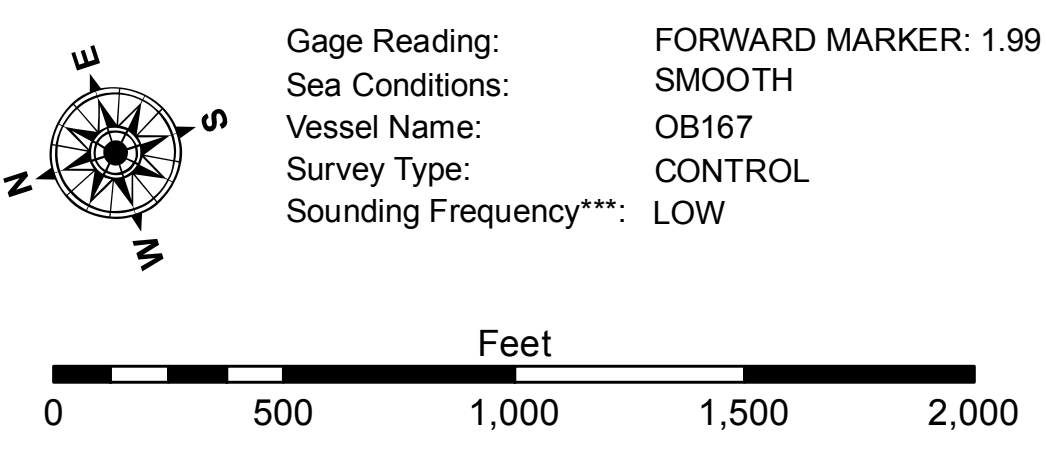 E
S
N
W
Gage Reading: FORWARD MARKER: 1.99
Sea Conditions: SMOOTH
Vessel Name: OB167
Survey Type: CONTROL
Sounding Frequency***: LOW
Feet
0 500 1,000 1,500 2,000